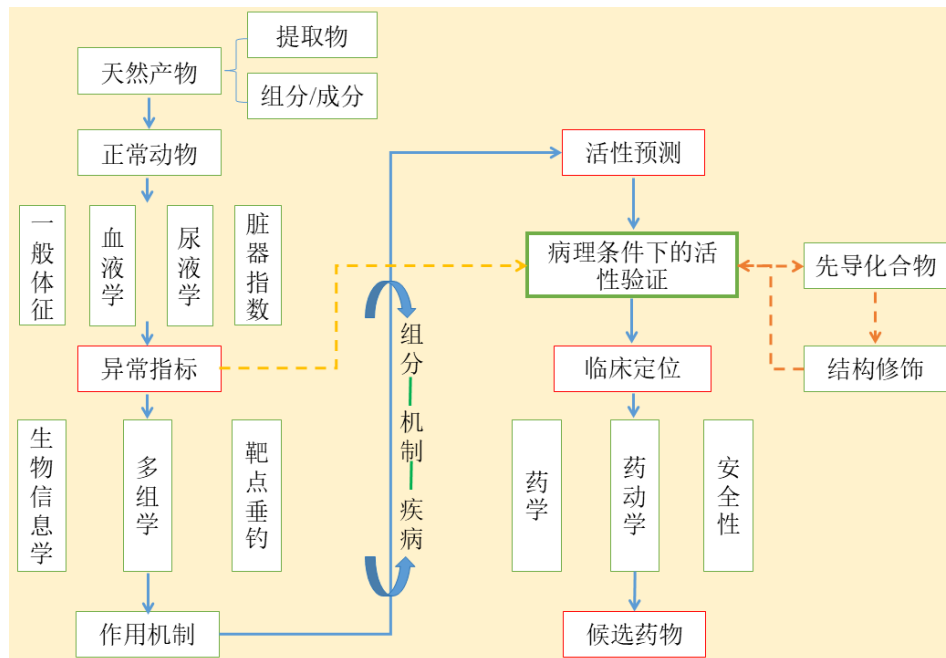 提取物
天然产物
组分/成分
正常动物
一般体征
血液学
尿液学
脏器指数
异常指标
生物信息学
多组学
靶点垂钓
作用机制
组分
机制
疾病
活性预测
病理条件下的活
性验证
先导化合物
结构修饰
临床定位
药学
药动学
安全性
候选药物